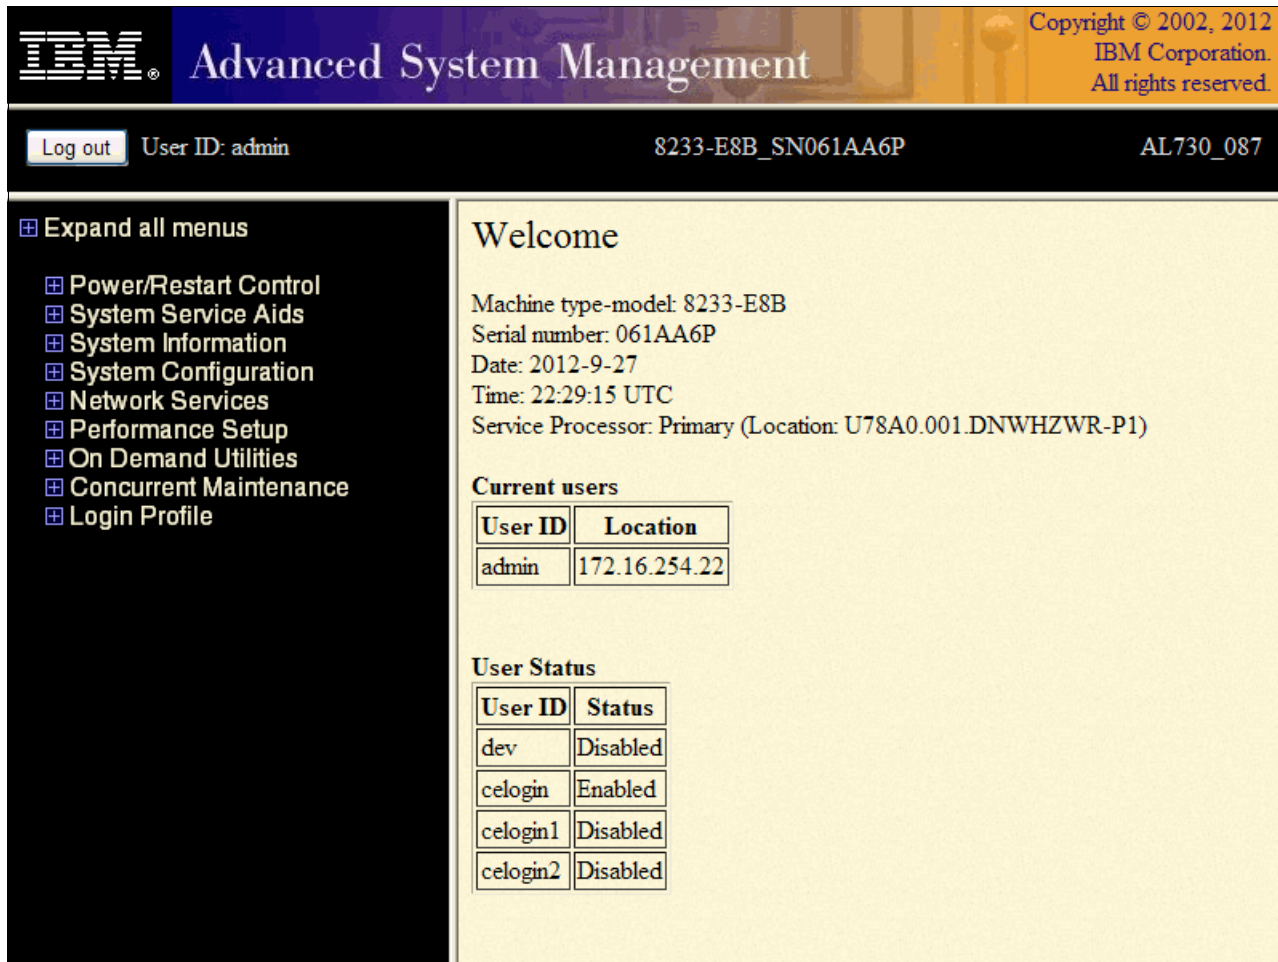 IBM®
Advanced System Management
Copyright © 2002, 2012
IBM Corporation.
All rights reserved.
Log out User ID: admin 8233-E8B_SN061AA6P AL730_087
Expand all menus
Power/Restart Control
System Service Aids
System Information
System Configuration
Network Services
Performance Setup
On Demand Utilities
Concurrent Maintenance
Login Profile
Welcome
Machine type-model: 8233-E8B
Serial number: 061AA6P
Date: 2012-9-27
Time: 22:29:15 UTC
Service Processor: Primary (Location: U78A0.001.DNWHZWR-P1)
Current users
User ID Location
admin 172.16.254.22
User Status
User ID Status
dev Disabled
celogin Enabled
celogin1 Disabled
celogin2 Disabled